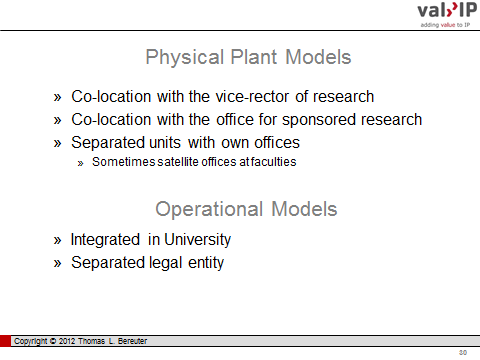 val»IP
adding value to IP
Physical Plant Models
» Co-location with the vice-rector of research
» Co-location with the office for sponsored research
» Separated units with own offices
» Sometimes satellite offices at faculties
Operational Models
» Integrated in University
» Separated legal entity
Copyright © 2012 Thomas L. Bereuter
30